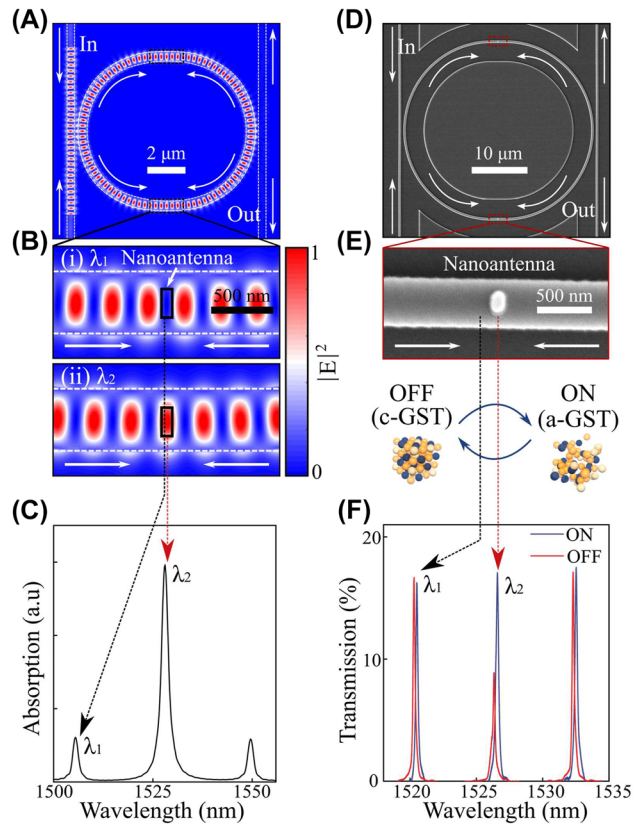 (A)
In
2 μm
Out
(B)
(i) λ1
Nanoantenna
500 nm
(ii) λ2
1
|E|²
0
(C)
λ2
λ1
Absorption (a.u)
1500
1525
1550
Wavelength (nm)
(D)
In
10 μm
Out
(E)
Nanoantenna
500 nm
OFF
(c-GST)
ON
(a-GST)
(F)
ON
OFF
λ1
λ2
Transmission (%)
20
10
0
1520
1525
1530
1535
Wavelength (nm)